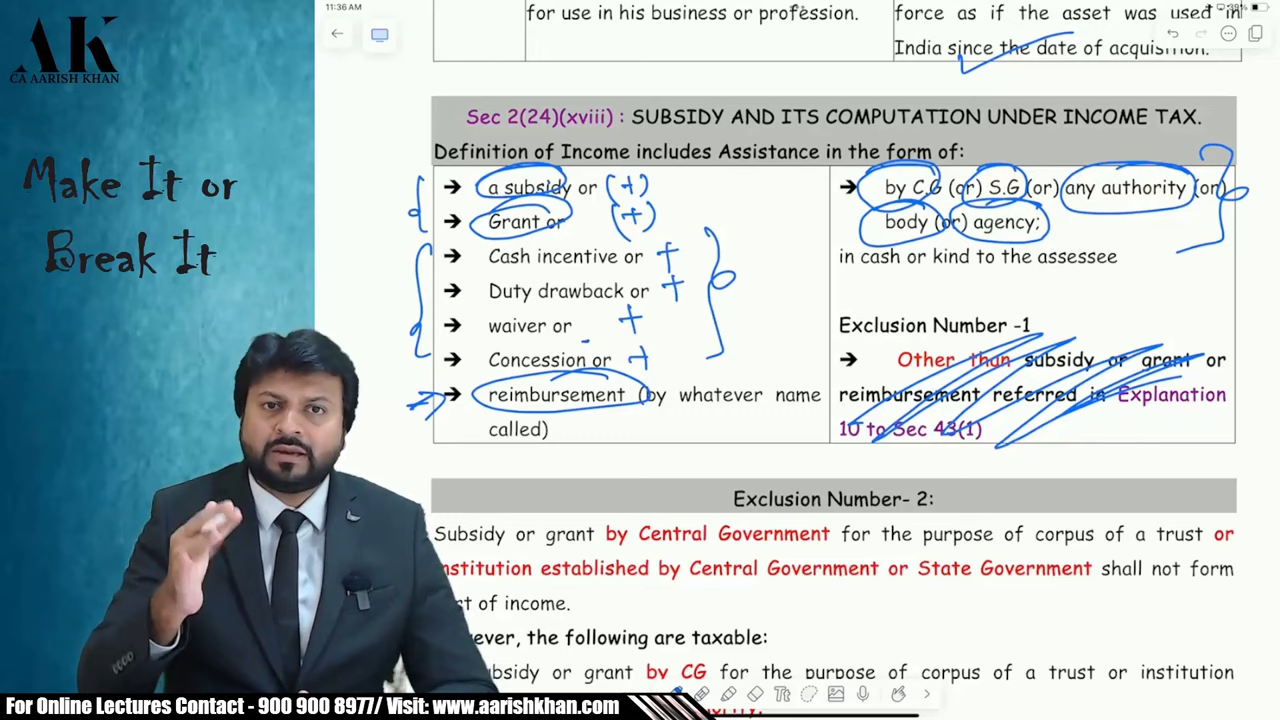 11:36 AM
39%
AK
CA AARISH KHAN
Make It or
Break It
for use in his business or profession.
force as if the asset was used in
India since the date of acquisition.
Sec 2(24)(xviii) : SUBSIDY AND ITS COMPUTATION UNDER INCOME TAX.
Definition of Income includes Assistance in the form of:
➔ a subsidy or (+)
➔ Grant or (+)
➔ Cash incentive or +
➔ Duty drawback or +
➔ waiver or +
➔ Concession or +
➔ reimbursement (by whatever name
called)
➔ by C.G (or) S.G (or) any authority (or)
body (or) agency;
in cash or kind to the assessee
Exclusion Number -1
➔ Other than subsidy or grant or
reimbursement referred in Explanation
10 to Sec 43(1)
Exclusion Number- 2:
Subsidy or grant by Central Government for the purpose of corpus of a trust or
institution established by Central Government or State Government shall not form
of income.
the following are taxable:
subsidy or grant by CG for the purpose of corpus of a trust or institution
Tt
For Online Lectures Contact - 900 900 8977/ Visit: www.aarishkhan.com